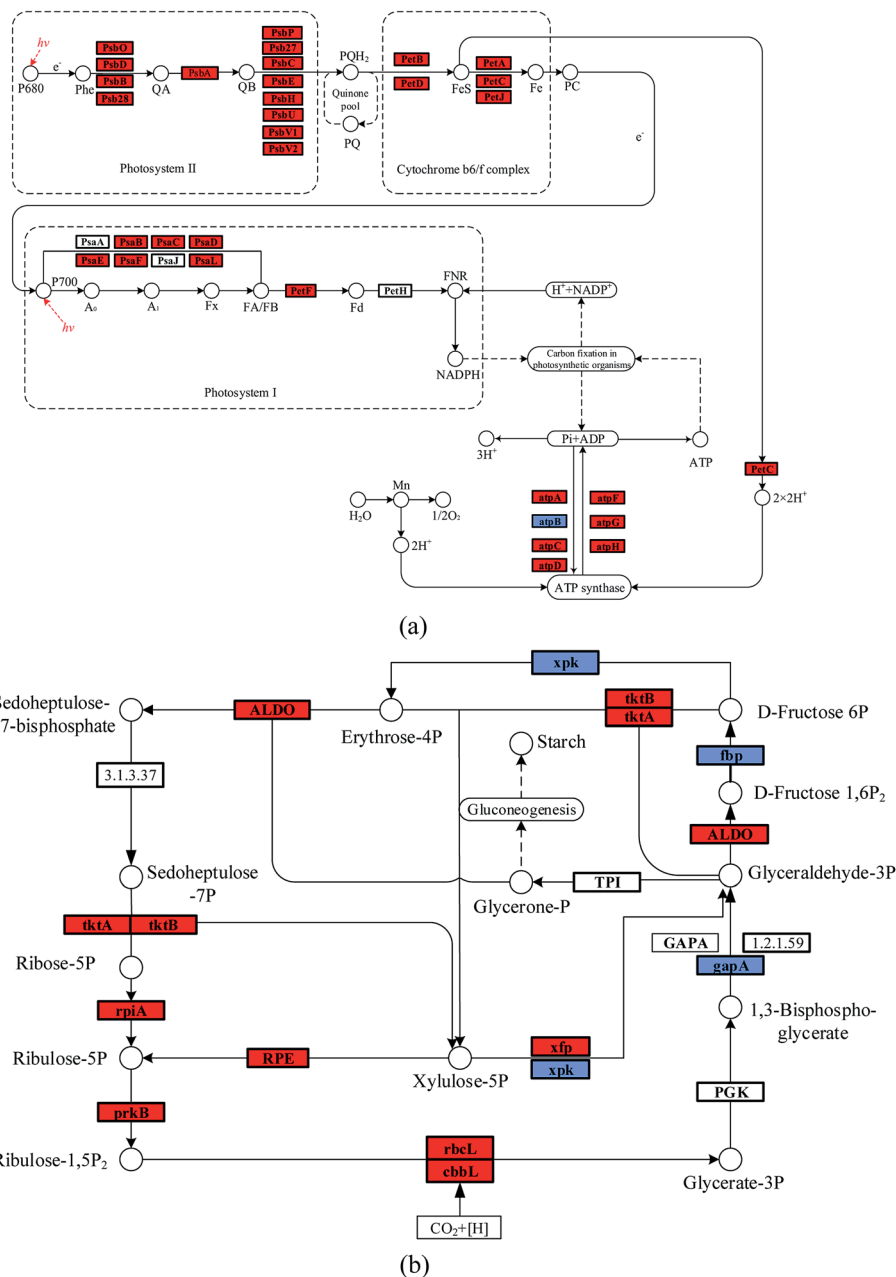 hv
P680
e⁻
Phe
PsbO
PsbD
PsbB
Psb28
QA
PsbA
QB
PsbP
Psb27
PsbC
PsbE
PsbH
PsbU
PsbV1
PsbV2
Photosystem II
PQH₂
Quinone
pool
PQ
PetB
PetD
FeS
PetA
PetC
PetJ
Fe
PC
Cytochrome b6/f complex
e⁻
PsaA PsaB PsaC PsaD
PsaE PsaF PsaJ PsaL
P700
hv
A₀
A₁
Fx
FA/FB
PetF
Fd
PetH
FNR
NADPH
Photosystem I
H⁺+NADP⁺
Carbon fixation in
photosynthetic organisms
3H⁺
Pi+ADP
ATP
PetC
2×2H⁺
H₂O
Mn
1/2O₂
2H⁺
atpA
atpB
atpC
atpD
atpF
atpG
atpH
ATP synthase
(a)
xpk
Sedoheptulose-
7-bisphosphate
ALDO
Erythrose-4P
tktB
tktA
D-Fructose 6P
Starch
fbp
3.1.3.37
Gluconeogenesis
D-Fructose 1,6P₂
ALDO
Sedoheptulose
-7P
Glycerone-P
TPI
Glyceraldehyde-3P
tktA tktB
GAPA
1.2.1.59
gapA
Ribose-5P
rpiA
1,3-Bisphospho-
glycerate
Ribulose-5P
RPE
Xylulose-5P
xfp
xpk
PGK
prkB
Ribulose-1,5P₂
rbcL
cbbL
Glycerate-3P
CO₂+[H]
(b)